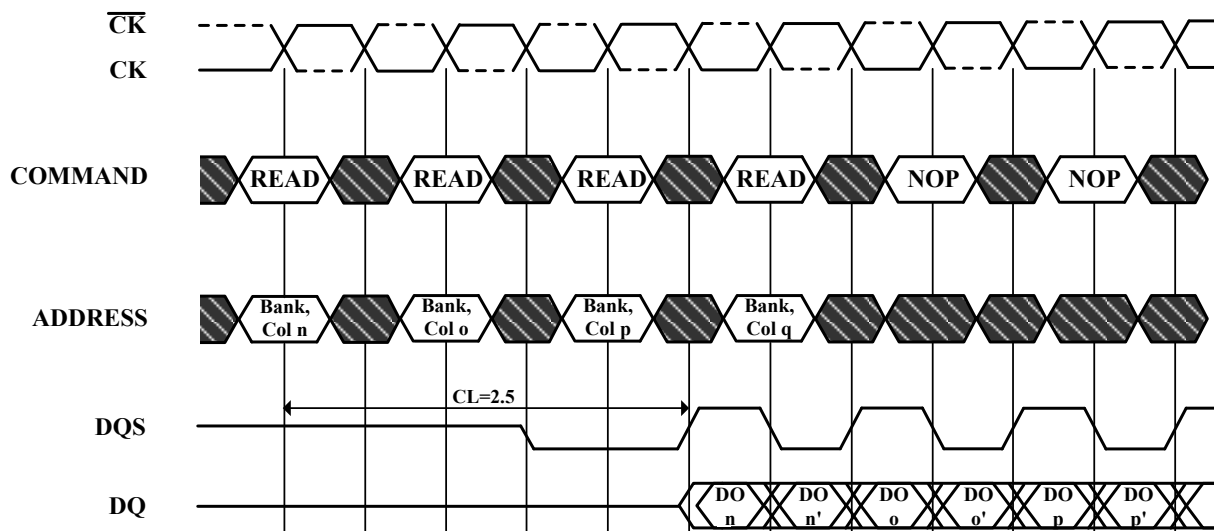 CK
CK
COMMAND READ READ READ READ NOP NOP
ADDRESS
Bank, Col n
Bank, Col o
Bank, Col p
Bank, Col q
CL=2.5
DQS
DQ
DO n
DO n'
DO o
DO o'
DO p
DO p'